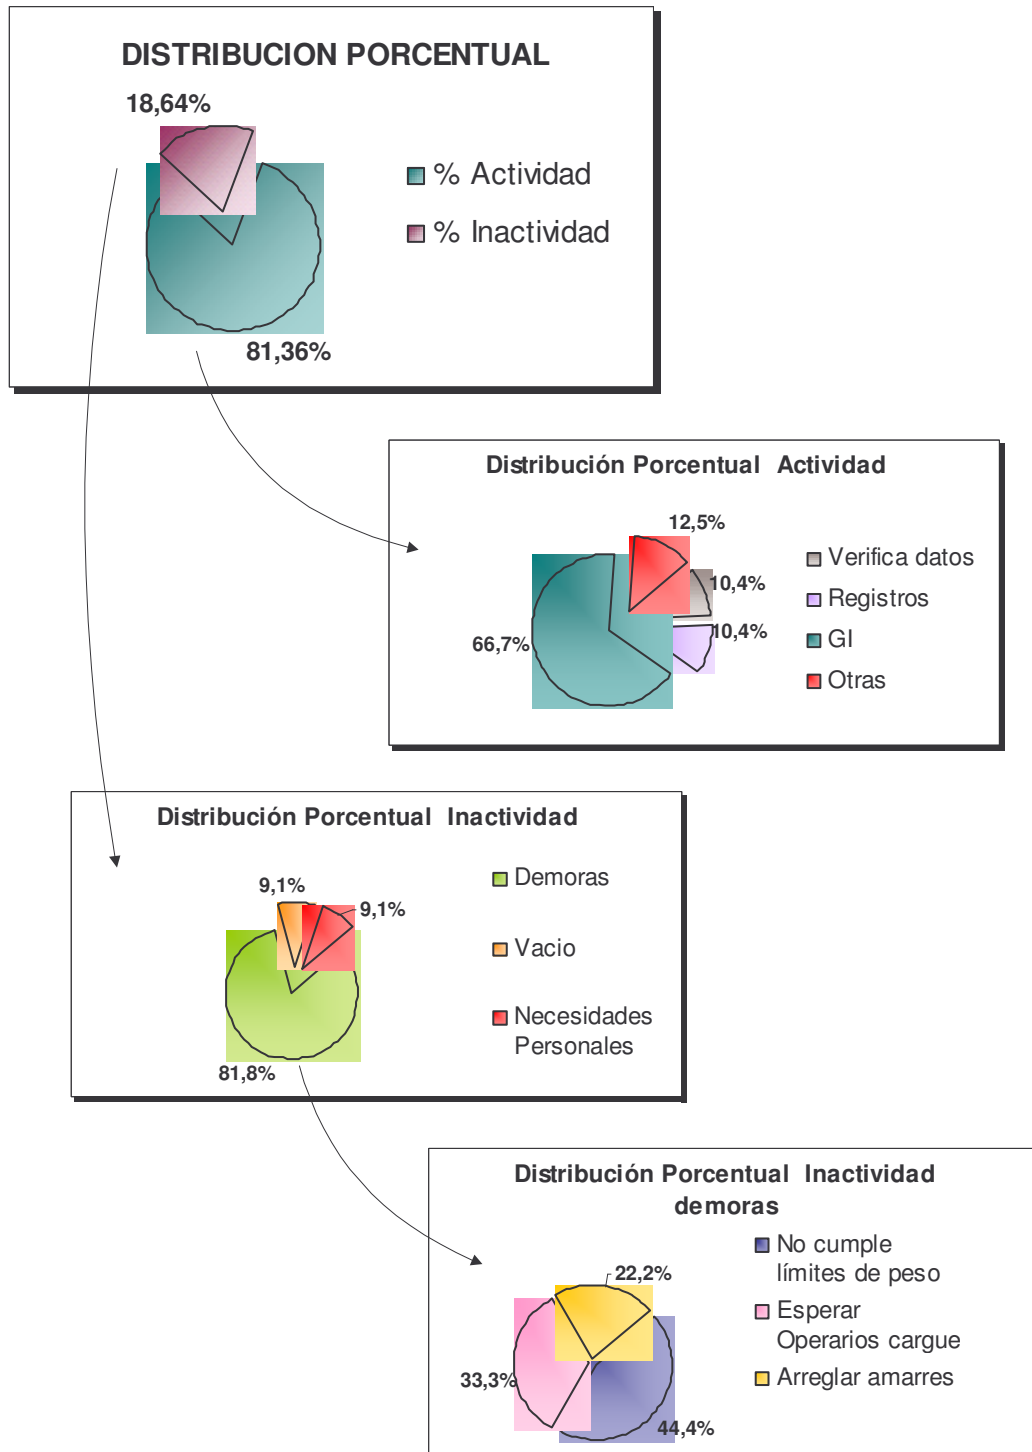 DISTRIBUCION PORCENTUAL
18,64%
% Actividad
% Inactividad
81,36%
Distribución Porcentual Actividad
12,5%
10,4%
10,4%
66,7%
Verifica datos
Registros
GI
Otras
Distribución Porcentual Inactividad
9,1%
9,1%
81,8%
Demoras
Vacio
Necesidades
Personales
Distribución Porcentual Inactividad
demoras
22,2%
33,3%
44,4%
No cumple
límites de peso
Esperar
Operarios cargue
Arreglar amarres